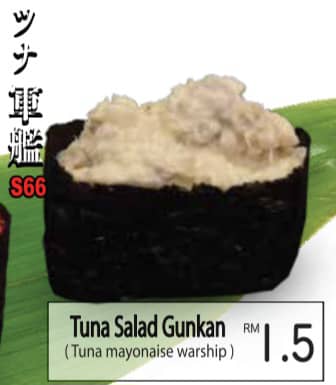 ツナ軍艦
S66
Tuna Salad Gunkan
( Tuna mayonaise warship )
RM 1.5